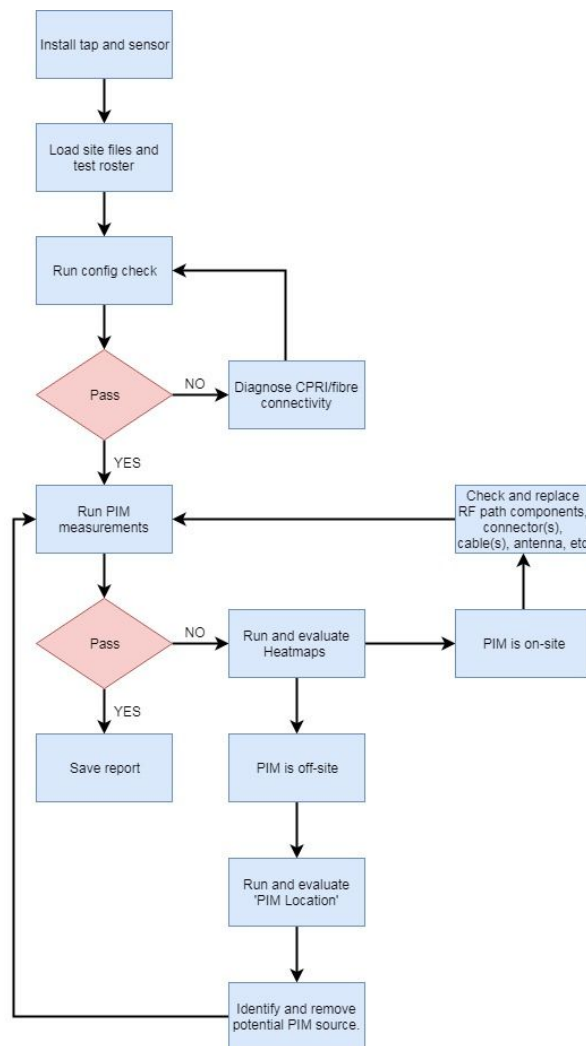 Install tap and sensor
Load site files and
test roster
Run config check
Pass
NO
Diagnose CPRI/fibre
connectivity
YES
Run PIM
measurements
Check and replace
RF path components,
connector(s),
cable(s), antenna, etc
Pass
NO
Run and evaluate
Heatmaps
PIM is on-site
YES
Save report
PIM is off-site
Run and evaluate
'PIM Location'
Identify and remove
potential PIM source.